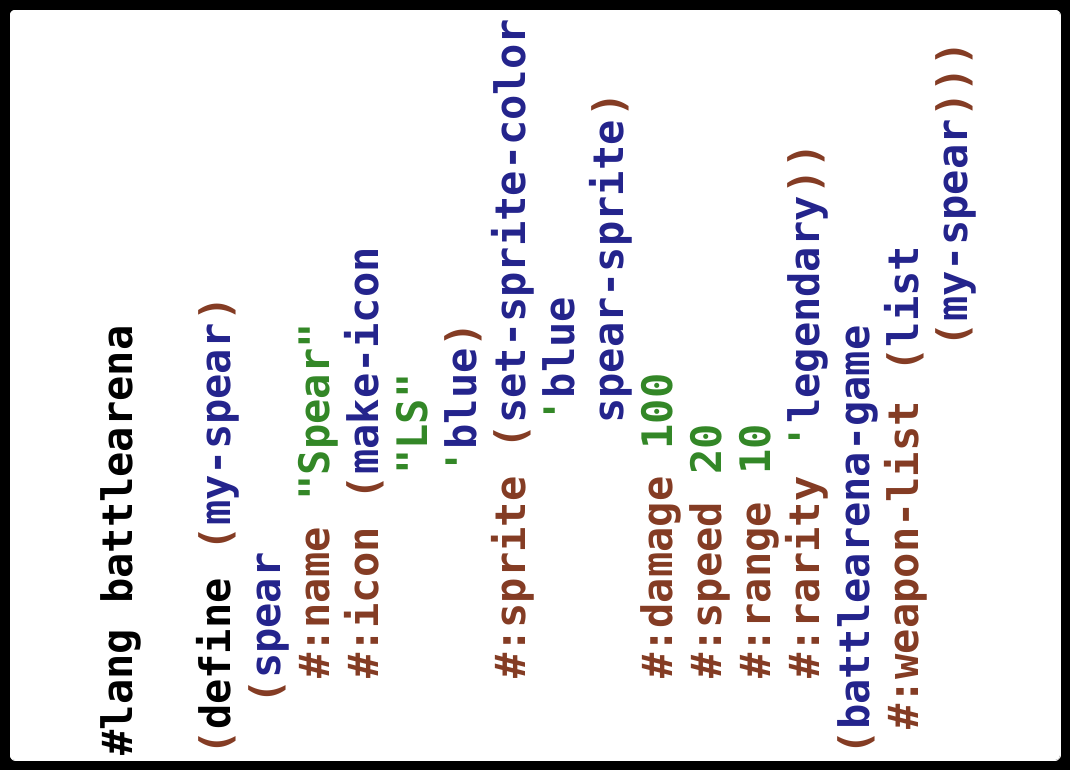 #lang battlearena

(define (my-spear)
  (spear
     #:name "Spear"
     #:icon (make-icon
             "LS"
             'blue)
     #:sprite (set-sprite-color
               'blue
               spear-sprite)
     #:damage 100
     #:speed 20
     #:range 10
     #:rarity 'legendary))
(battlearena-game
 #:weapon-list (list
                (my-spear)))